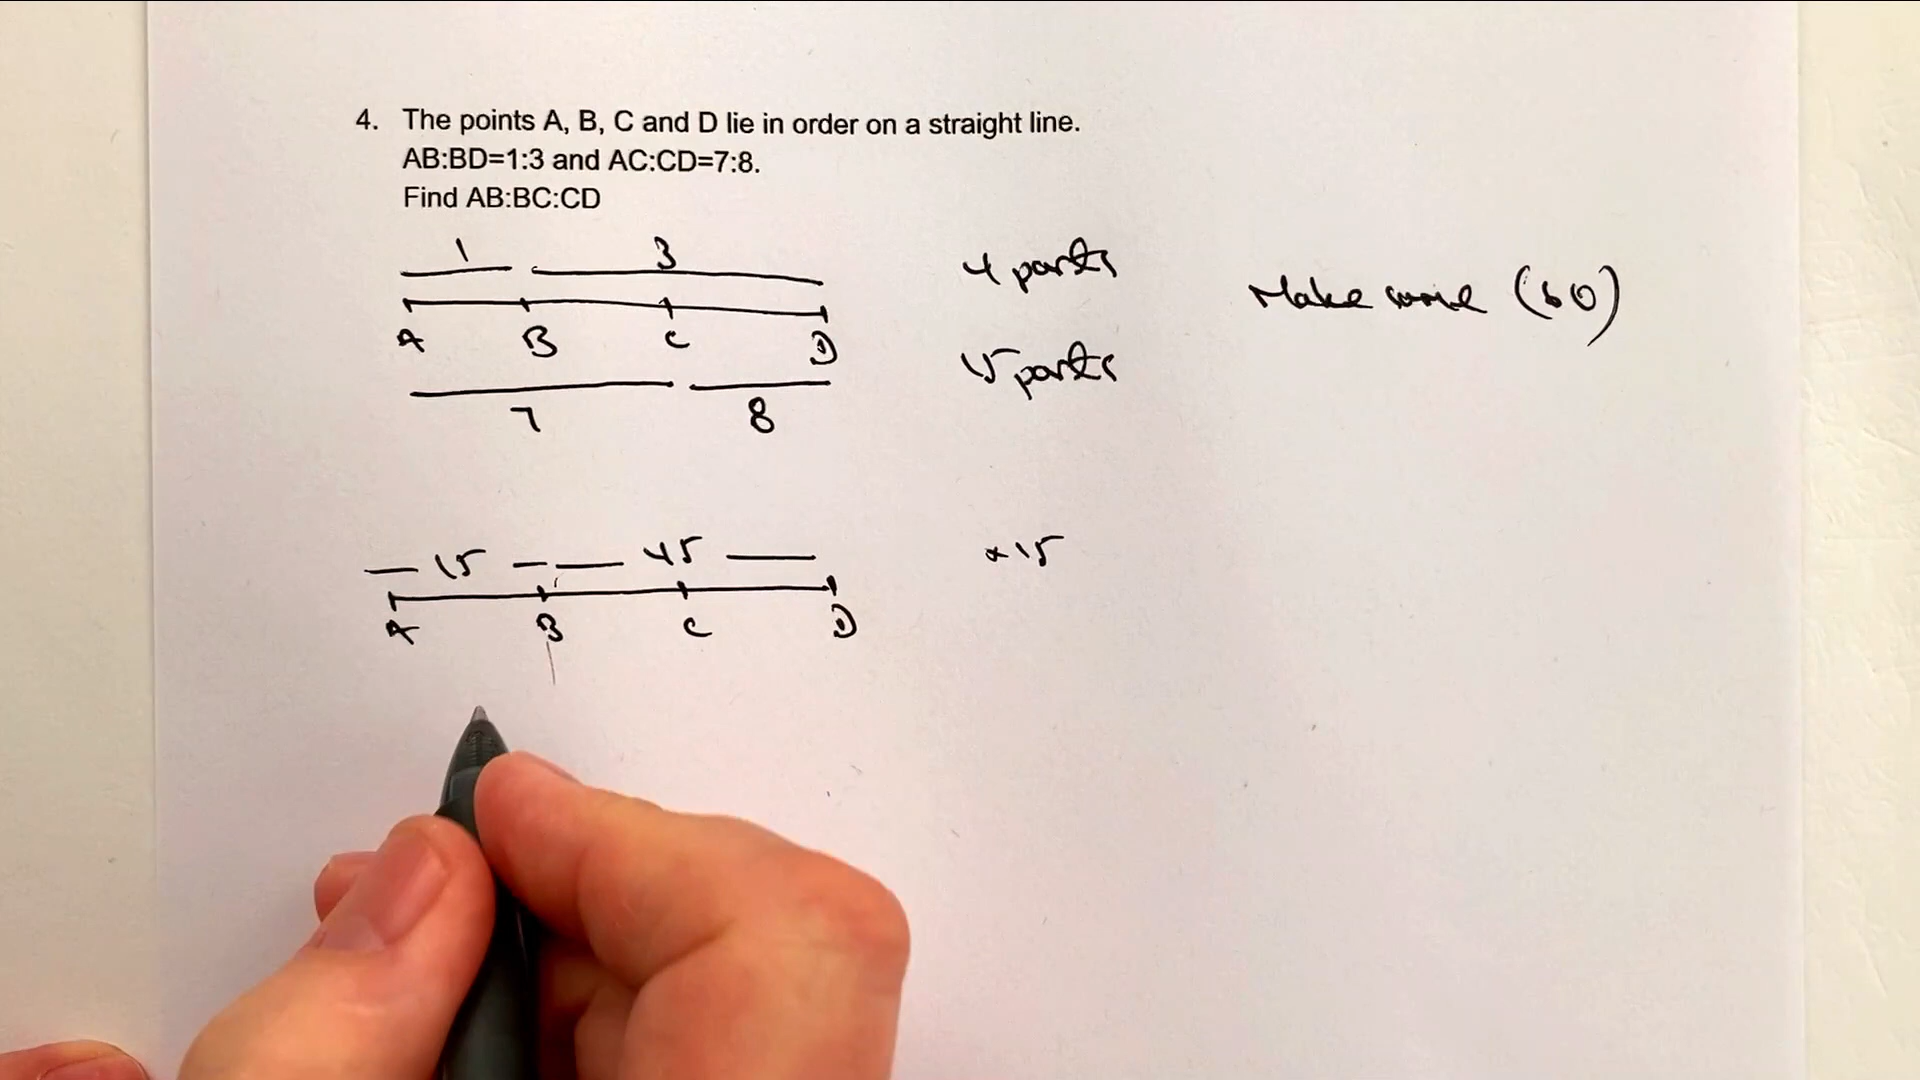 4. The points A, B, C and D lie in order on a straight line.
AB:BD=1:3 and AC:CD=7:8.
Find AB:BC:CD
1 3
4 parts
Make same (60)
A B C D
15 parts
7 8
15 45
×15
A B C D